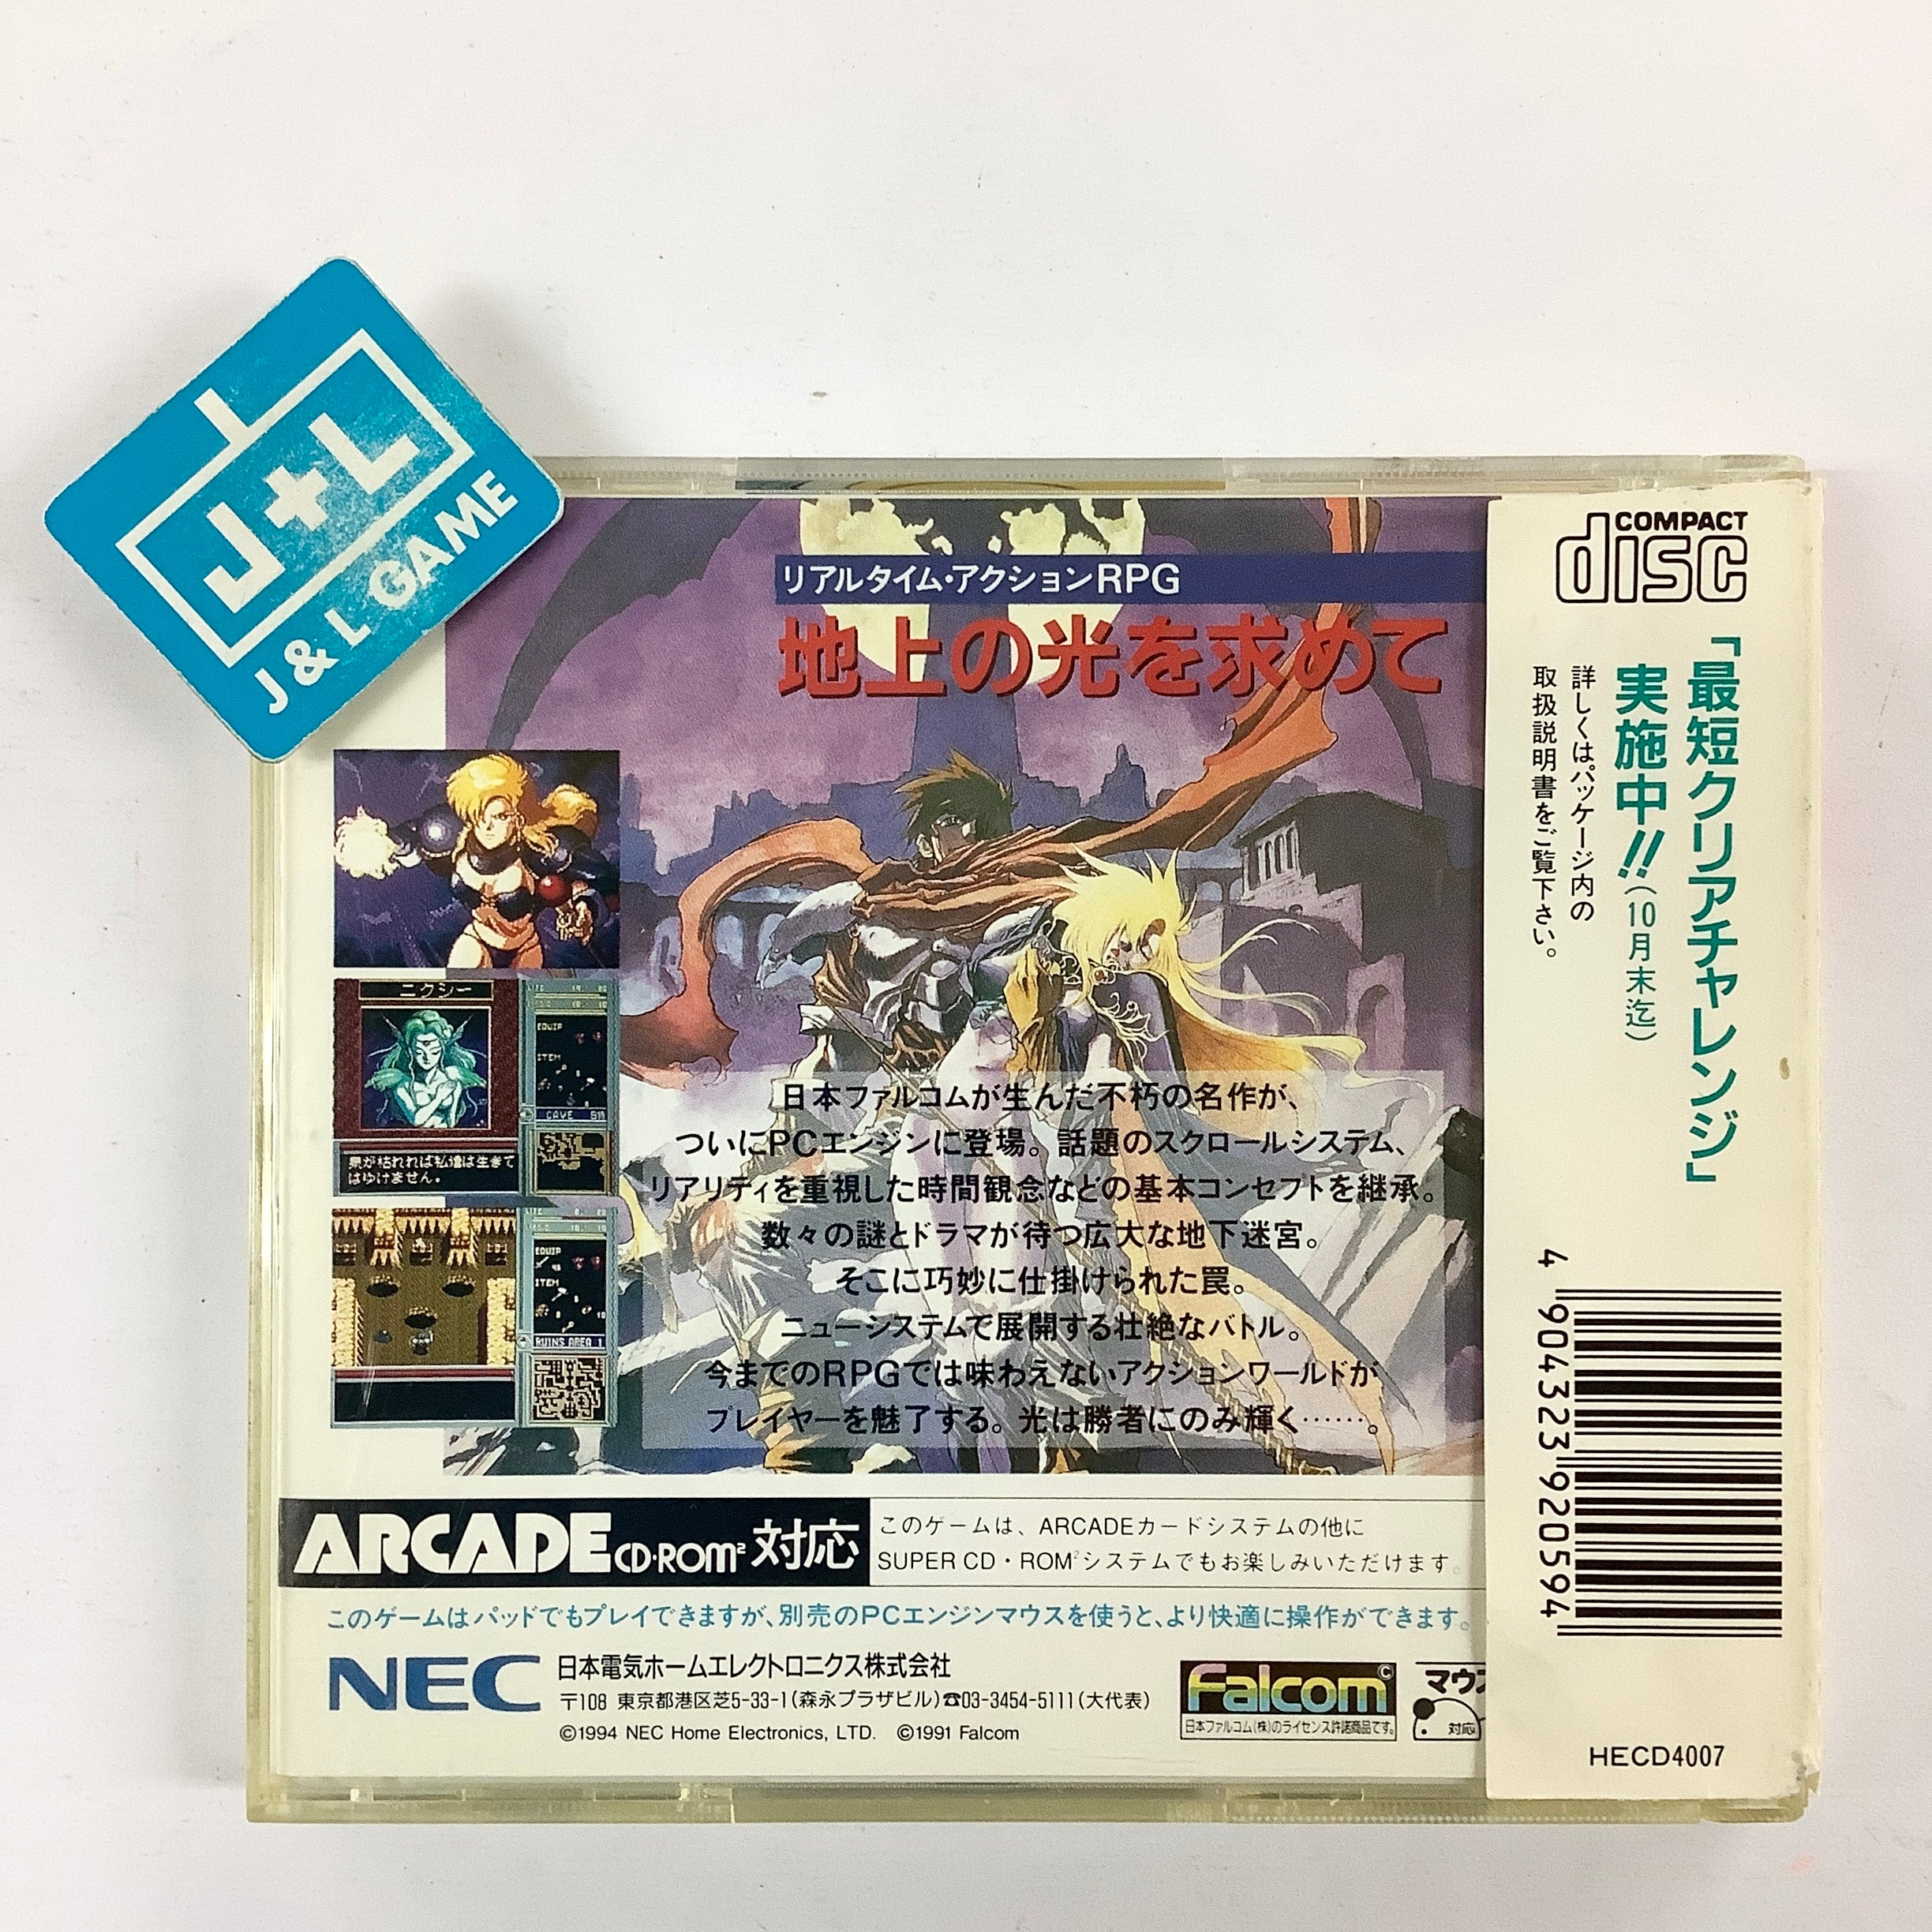 J+L
J&L GAME
リアルタイム・アクションRPG
地上の光を求めて
ニクシー
泉が枯れれば私達は生きて
はゆけません。
EQUIP
ITEM
CAVE
EQUIP
ITEM
RUINS AREA 1
日本ファルコムが生んだ不朽の名作が、
ついにPCエンジンに登場。話題のスクロールシステム、
リアリティを重視した時間観念などの基本コンセプトを継承。
数々の謎とドラマが待つ広大な地下迷宮。
そこに巧妙に仕掛けられた罠。
ニューシステムで展開する壮絶なバトル。
今までのRPGでは味わえないアクションワールドが
プレイヤーを魅了する。光は勝者にのみ輝く……。
ARCADE CD・ROM² 対応
このゲームは、ARCADEカードシステムの他に
SUPER CD・ROM²システムでもお楽しみいただけます。
このゲームはパッドでもプレイできますが、別売のPCエンジンマウスを使うと、より快適に操作ができます。
NEC
日本電気ホームエレクトロニクス株式会社
〒108 東京都港区芝5-33-1(森永プラザビル)☎03-3454-5111(大代表)
©1994 NEC Home Electronics, LTD. ©1991 Falcom
Falcom©
日本ファルコム(株)のライセンス許諾商品です。
マウス
対応
COMPACT
disc
「最短クリアチャレンジ」
実施中!!(10月末迄)
詳しくはパッケージ内の
取扱説明書をご覧下さい。
4 904323 920594
HECD4007